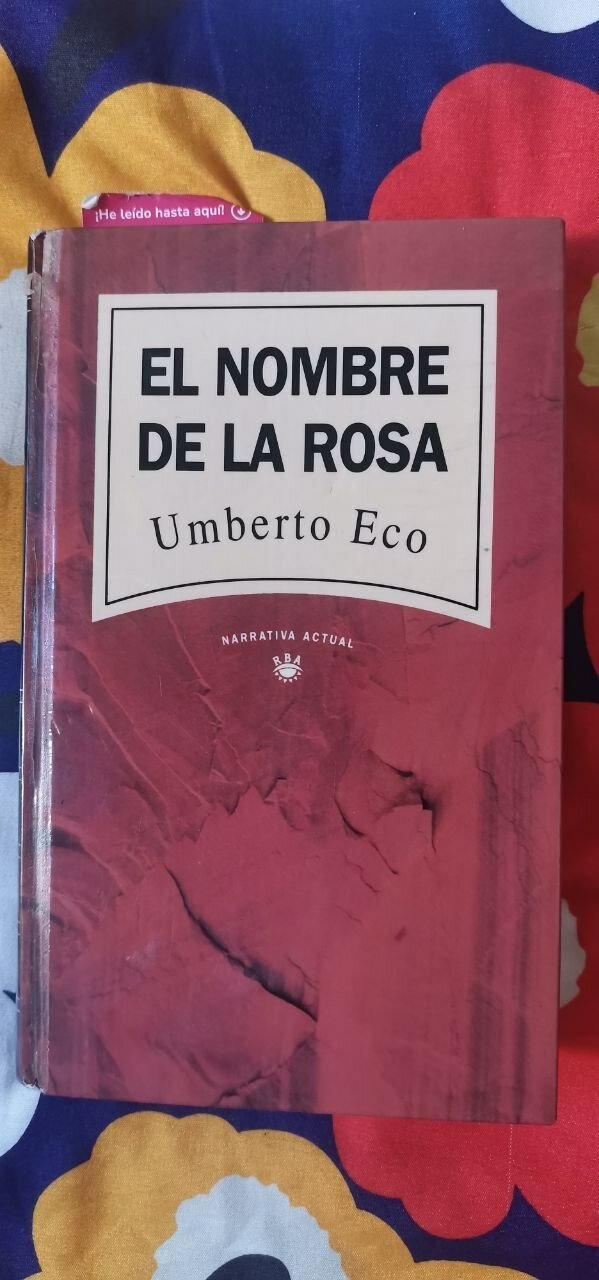 ¡He leído hasta aquí!
EL NOMBRE
DE LA ROSA
Umberto Eco
NARRATIVA ACTUAL
RBA